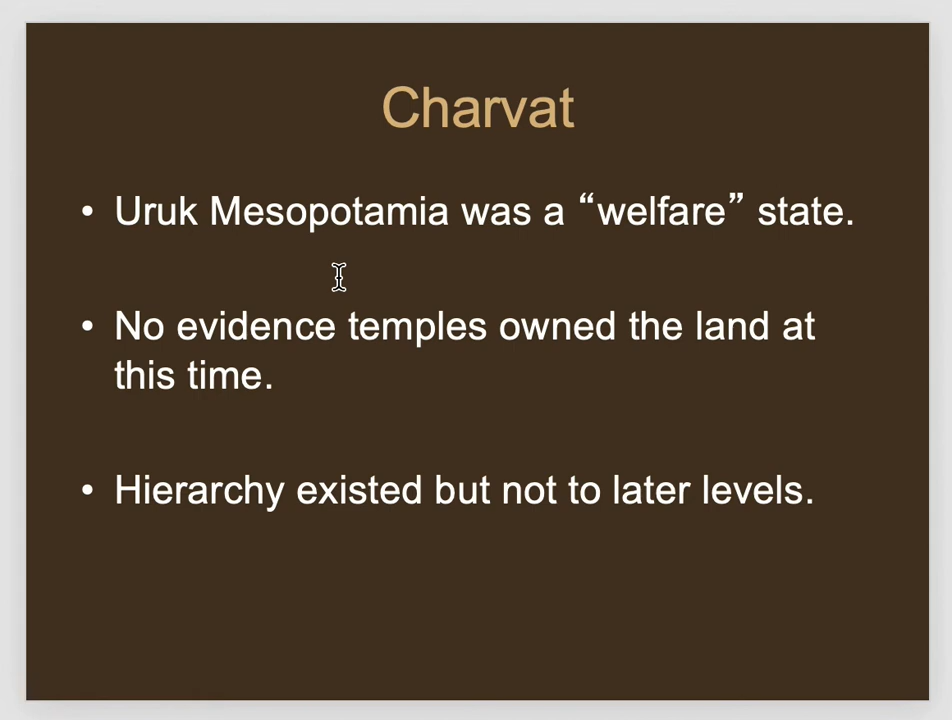 Charvat
• Uruk Mesopotamia was a “welfare” state.
• No evidence temples owned the land at
this time.
• Hierarchy existed but not to later levels.